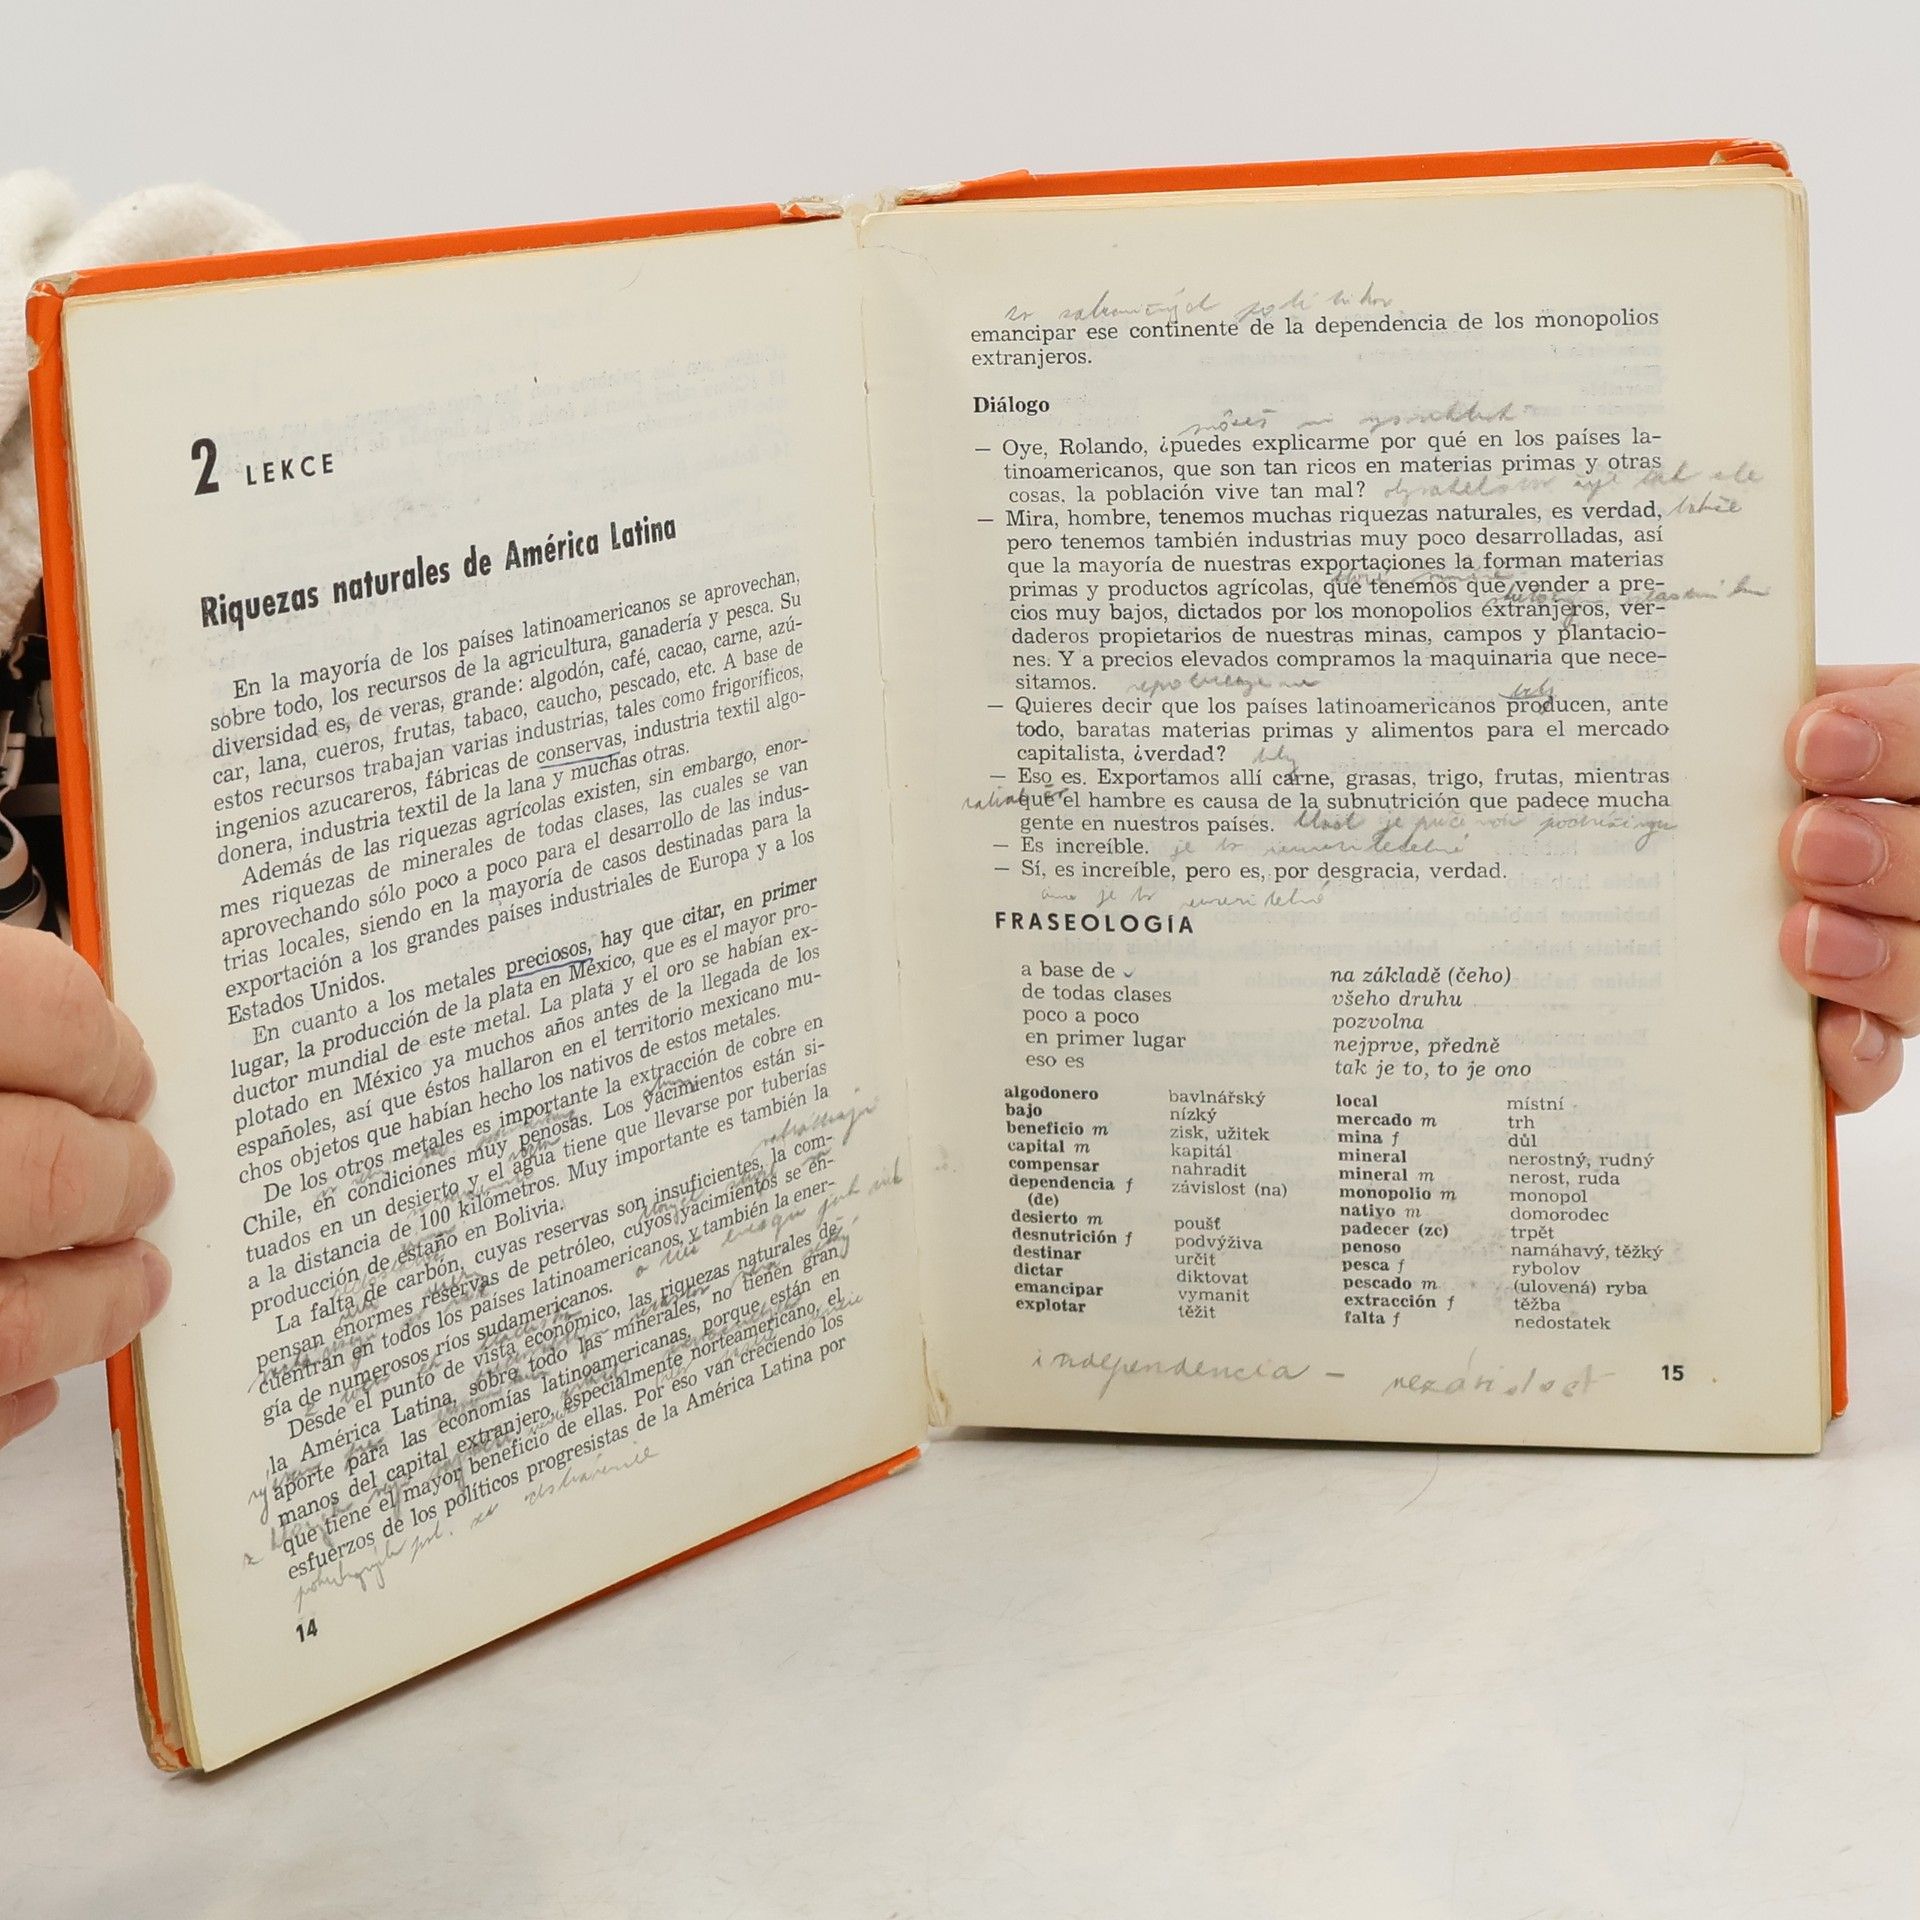 2 LEKCE
Riquezas naturales de América Latina
En la mayoría de los países latinoamericanos se aprovechan,
sobre todo, los recursos de la agricultura, ganadería y pesca. Su
diversidad es, de veras, grande: algodón, café, cacao, carne, azú-
car, lana, cueros, frutas, tabaco, caucho, pescado, etc. A base de
estos recursos trabajan varias industrias, tales como frigoríficos,
ingenios azucareros, fábricas de conservas, industria textil algo-
donera, industria textil de la lana y muchas otras.
Además de las riquezas agrícolas existen, sin embargo, enor-
mes riquezas de minerales de todas clases, las cuales se van
aprovechando sólo poco a poco para el desarrollo de las indus-
trias locales, siendo en la mayoría de casos destinadas para la
exportación a los grandes países industriales de Europa y a los
Estados Unidos.
En cuanto a los metales preciosos, hay que citar, en primer
lugar, la producción de la plata en México, que es el mayor pro-
ductor mundial de este metal. La plata y el oro se habían ex-
plotado en México ya muchos años antes de la llegada de los
españoles, así que éstos hallaron en el territorio mexicano mu-
chos objetos que habían hecho los nativos de estos metales.
De los otros metales es importante la extracción de cobre en
Chile, en condiciones muy penosas. Los yacimientos están si-
tuados en un desierto y el agua tiene que llevarse por tuberías
a la distancia de 100 kilómetros. Muy importante es también la
producción de estaño en Bolivia.
La falta de carbón, cuyas reservas son insuficientes, la com-
pensan enormes reservas de petróleo, cuyos yacimientos se en-
cuentran en todos los países latinoamericanos, y también la ener-
gía de numerosos ríos sudamericanos.
Desde el punto de vista económico, las riquezas naturales de
la América Latina, sobre todo las minerales, no tienen gran
aporte para las economías latinoamericanas, porque están en
manos del capital extranjero, especialmente norteamericano, el
que tiene el mayor beneficio de ellas. Por eso van creciendo los
esfuerzos de los políticos progresistas de la América Latina por
14
emancipar ese continente de la dependencia de los monopolios
extranjeros.
Diálogo
— Oye, Rolando, ¿puedes explicarme por qué en los países la-
tinoamericanos, que son tan ricos en materias primas y otras
cosas, la población vive tan mal?
— Mira, hombre, tenemos muchas riquezas naturales, es verdad,
pero tenemos también industrias muy poco desarrolladas, así
que la mayoría de nuestras exportaciones la forman materias
primas y productos agrícolas, que tenemos que vender a pre-
cios muy bajos, dictados por los monopolios extranjeros, ver-
daderos propietarios de nuestras minas, campos y plantacio-
nes. Y a precios elevados compramos la maquinaria que nece-
sitamos.
— Quieres decir que los países latinoamericanos producen, ante
todo, baratas materias primas y alimentos para el mercado
capitalista, ¿verdad?
— Eso es. Exportamos allí carne, grasas, trigo, frutas, mientras
que el hambre es causa de la subnutrición que padece mucha
gente en nuestros países.
— Es increíble.
— Sí, es increíble, pero es, por desgracia, verdad.
FRASEOLOGÍA
a base de na základě (čeho)
de todas clases všeho druhu
poco a poco pozvolna
en primer lugar nejprve, předně
eso es tak je to, to je ono
algodonero bavlnářský
bajo nízký
beneficio m zisk, užitek
capital m kapitál
compensar nahradit
dependencia f závislost (na)
(de)
desierto m poušť
desnutrición f podvýživa
destinar určit
dictar diktovat
emancipar vymanit
explotar těžit
local místní
mercado m trh
mina f důl
mineral nerostný, rudný
mineral m nerost, ruda
monopolio m monopol
nativo m domorodec
padecer (zc) trpět
penoso namáhavý, těžký
pesca f rybolov
pescado m (ulovená) ryba
extracción f těžba
falta f nedostatek
independencia – nezávislost
15